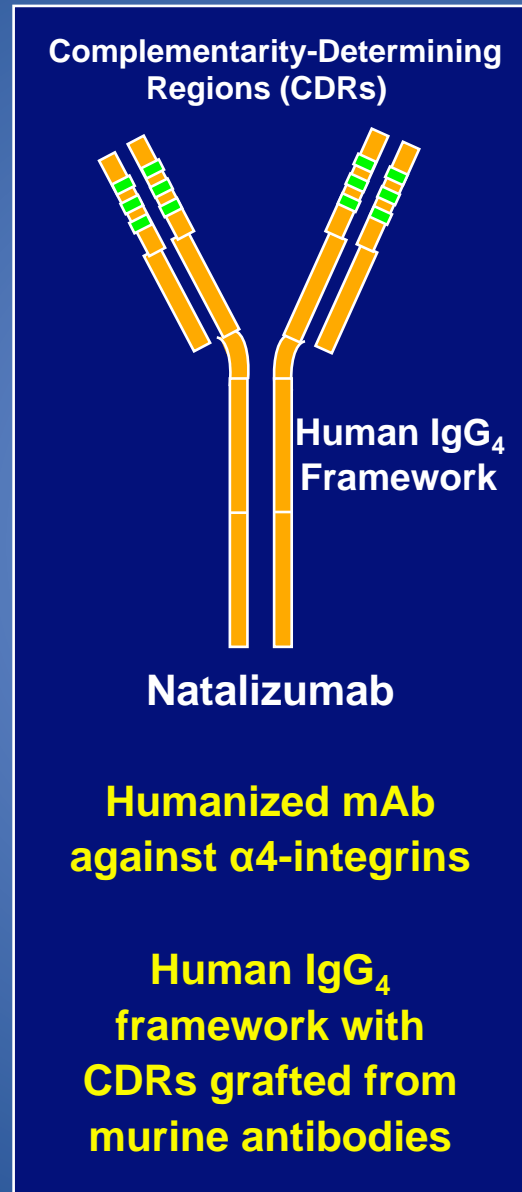 Complementarity-Determining
Regions (CDRs)
Human IgG₄
Framework
Natalizumab
Humanized mAb
against α4-integrins
Human IgG₄
framework with
CDRs grafted from
murine antibodies